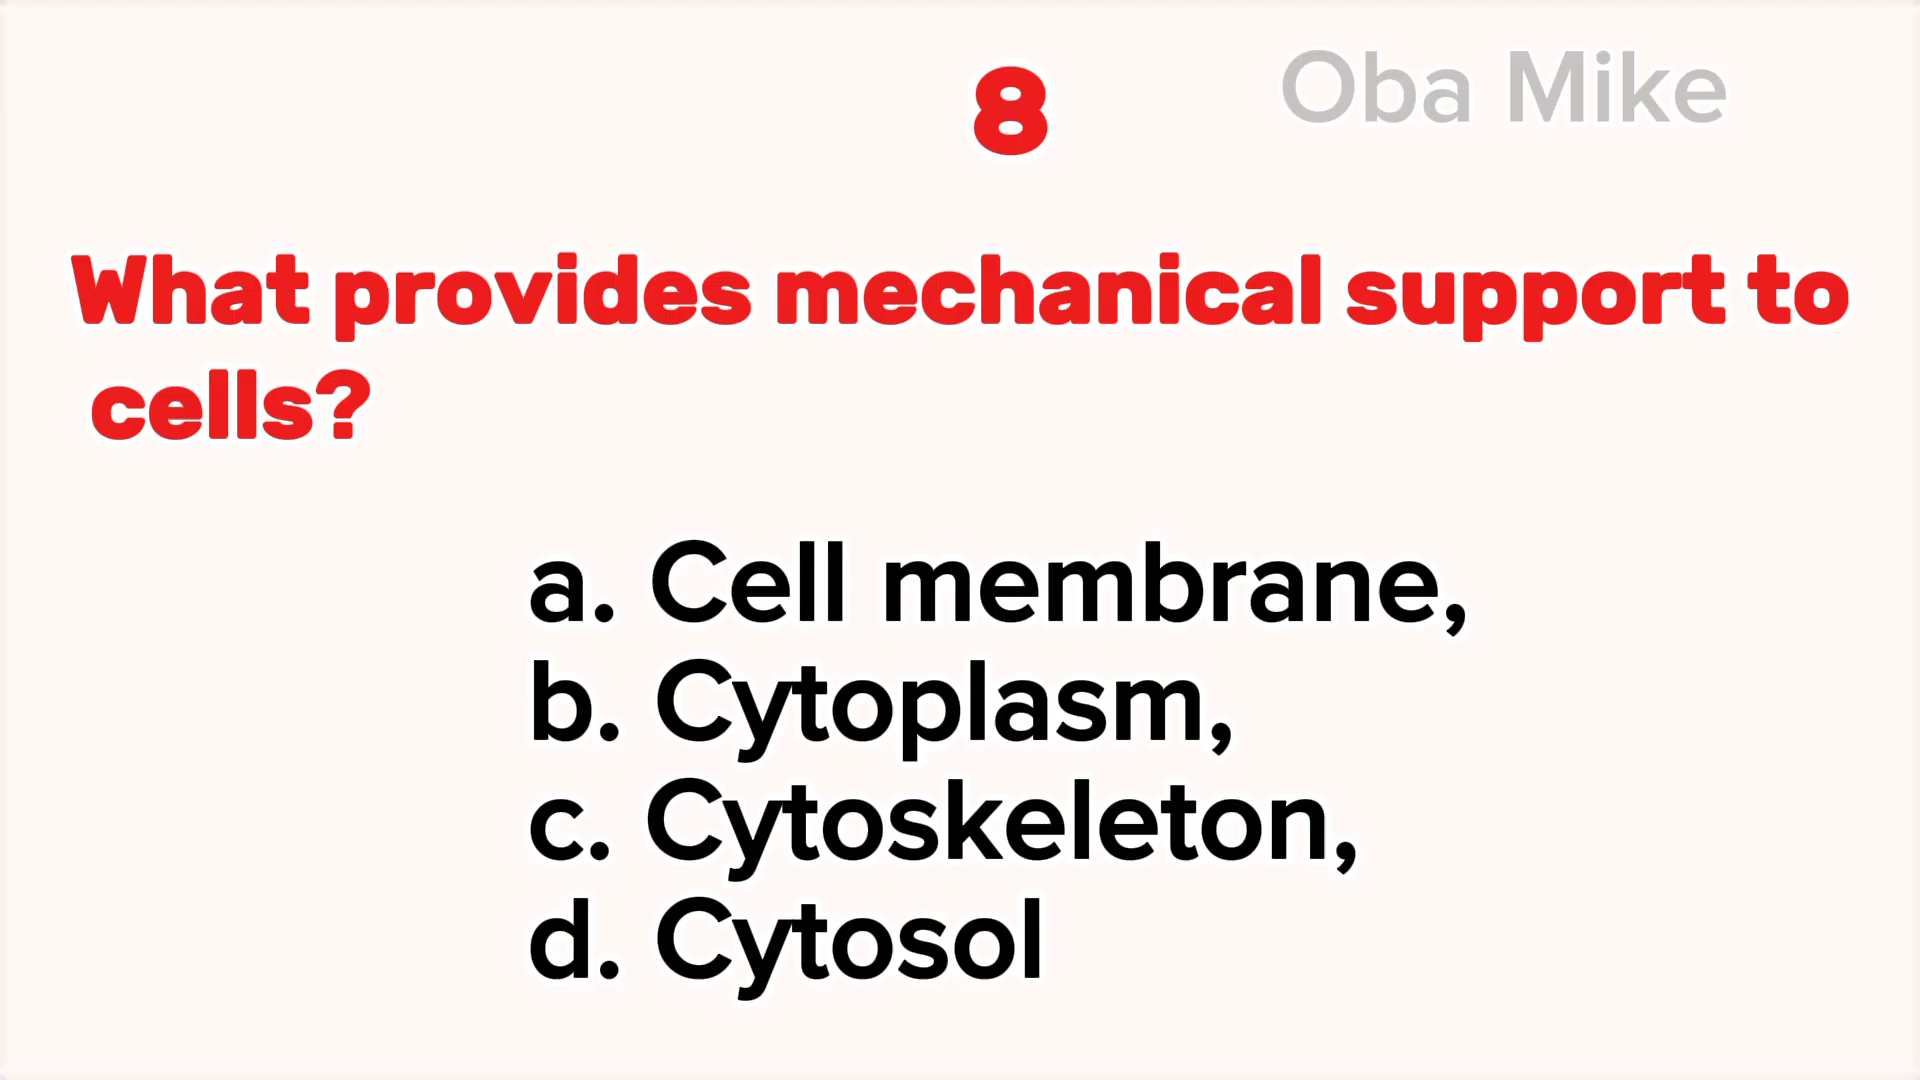 8
Oba Mike
What provides mechanical support to
cells?
a. Cell membrane,
b. Cytoplasm,
c. Cytoskeleton,
d. Cytosol